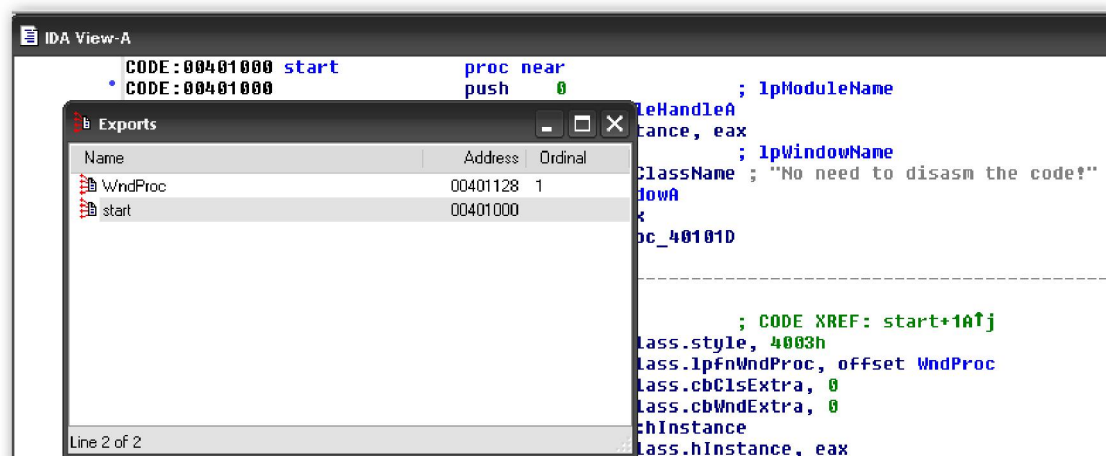 IDA View-A
CODE:00401000 start proc near
CODE:00401000 push 0 ; lpModuleName
leHandleA
tance, eax
; lpWindowName
ClassName ; "No need to disasm the code!"
dowA
x
oc_40101D
; CODE XREF: start+1A↑j
lass.style, 4003h
lass.lpfnWndProc, offset WndProc
lass.cbClsExtra, 0
lass.cbWndExtra, 0
:hInstance
lass.hInstance, eax
Exports
Name Address Ordinal
WndProc 00401128 1
start 00401000
Line 2 of 2